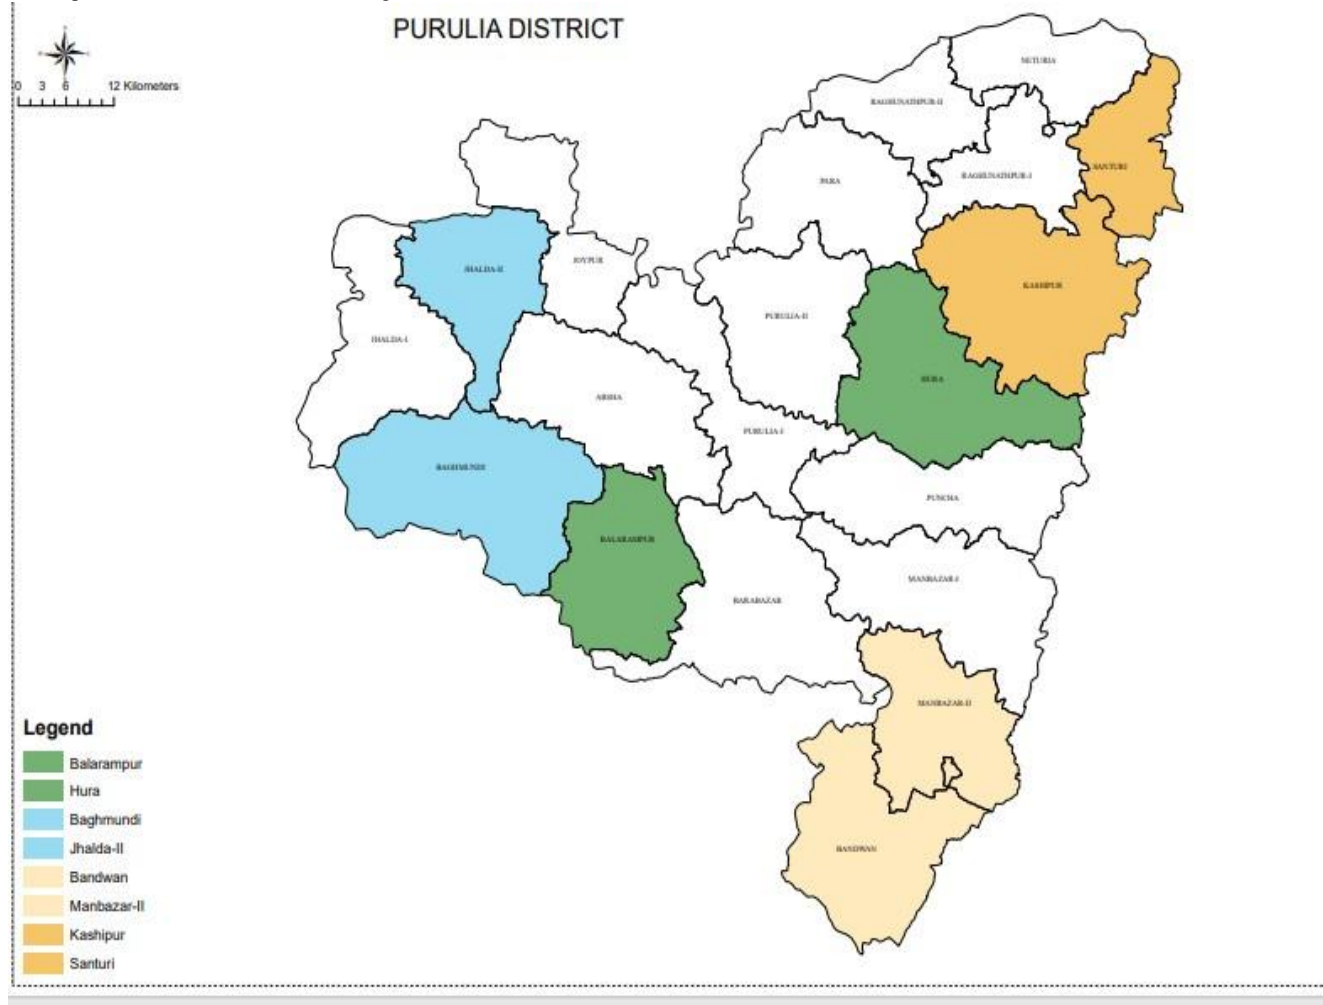 PURULIA DISTRICT
0 3 6 12 Kilometers
NETURIA
RAGHUNATHPUR-II
SANTURI
RAGHUNATHPUR-I
PARA
JOYPUR
JHALDA-II
KASHIPUR
PURULIA-II
JHALDA-I
HURA
ARSHA
PURULIA-I
BAGHMUNDI
PUNCHA
BALARAMPUR
MANBAZAR-I
BARABAZAR
MANBAZAR-II
BANDWAN
Legend
Balarampur
Hura
Baghmundi
Jhalda-II
Bandwan
Manbazar-II
Kashipur
Santuri